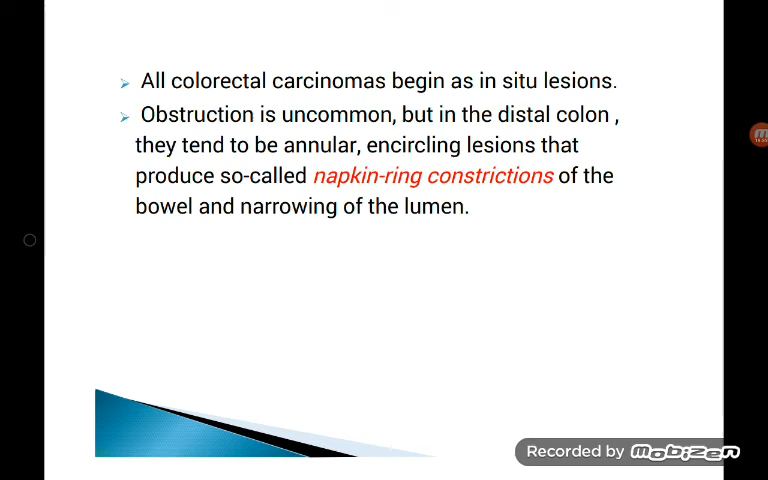 All colorectal carcinomas begin as in situ lesions.
Obstruction is uncommon, but in the distal colon ,
they tend to be annular, encircling lesions that
produce so-called napkin-ring constrictions of the
bowel and narrowing of the lumen.
Recorded by mobizen